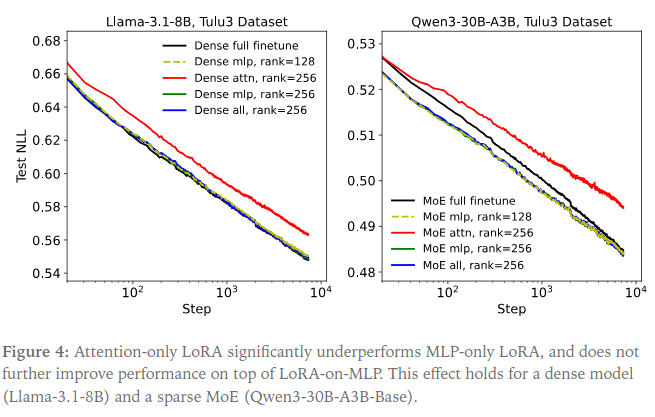 Llama-3.1-8B, Tulu3 Dataset
0.68
0.66
0.64
0.62
0.60
0.58
0.56
0.54
Test NLL
Dense full finetune
Dense mlp, rank=128
Dense attn, rank=256
Dense mlp, rank=256
Dense all, rank=256
10²
10³
10⁴
Step
Qwen3-30B-A3B, Tulu3 Dataset
0.53
0.52
0.51
0.50
0.49
0.48
MoE full finetune
MoE mlp, rank=128
MoE attn, rank=256
MoE mlp, rank=256
MoE all, rank=256
10²
10³
10⁴
Step
Figure 4: Attention-only LoRA significantly underperforms MLP-only LoRA, and does not
further improve performance on top of LoRA-on-MLP. This effect holds for a dense model
(Llama-3.1-8B) and a sparse MoE (Qwen3-30B-A3B-Base).